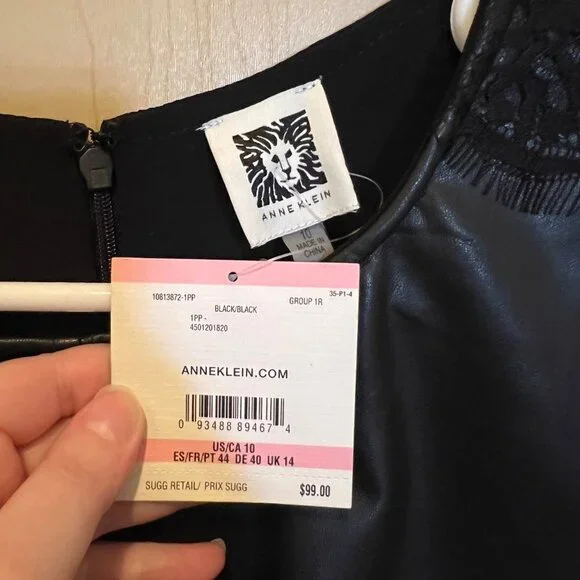 ANNE KLEIN
10
MADE IN
CHINA
35-P1-4
10813872-1PP
GROUP 1R
BLACK/BLACK
1PP -
4501201820
ANNEKLEIN.COM
0 93488 89467 4
US/CA 10
ES/FR/PT 44 DE 40 UK 14
SUGG RETAIL/ PRIX SUGG $99.00